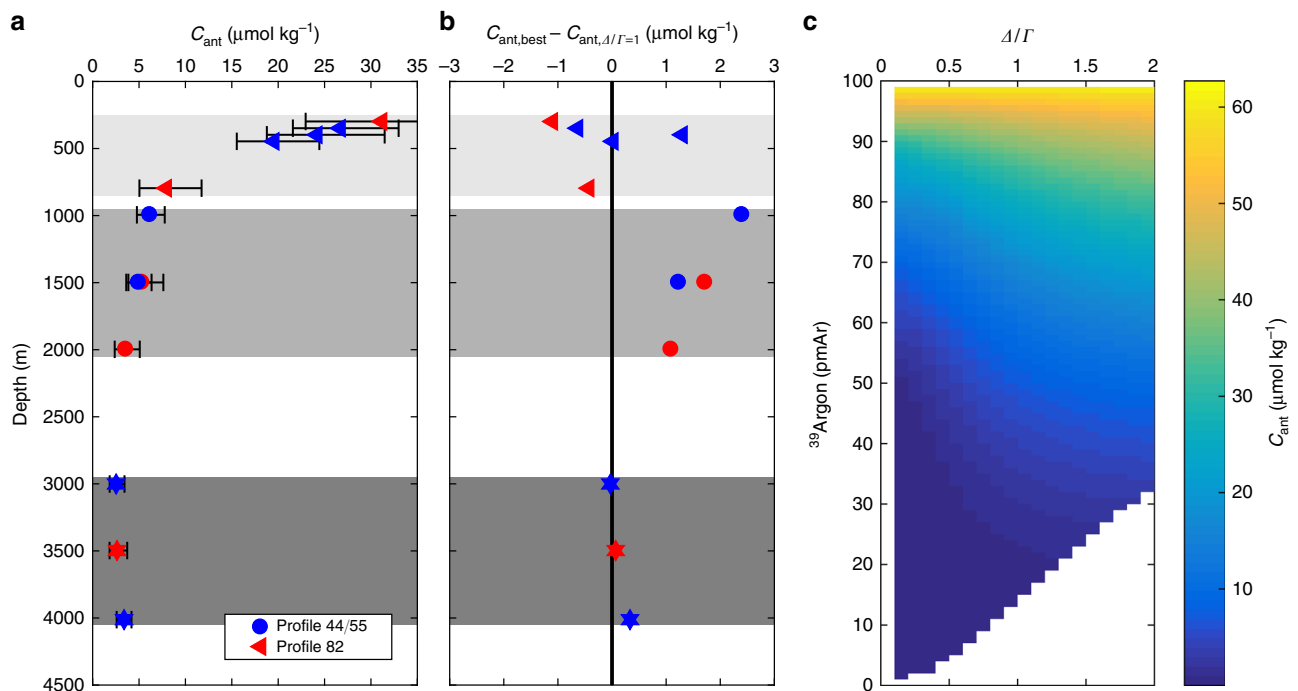 a
C_ant (μmol kg⁻¹)
0 5 10 15 20 25 30 35
0
500
1000
1500
2000
2500
3000
3500
4000
4500
Depth (m)
Profile 44/55
Profile 82
b
C_ant,best – C_ant,Δ/Γ=1 (μmol kg⁻¹)
−3 −2 −1 0 1 2 3
c
Δ/Γ
0 0.5 1 1.5 2
100
90
80
70
60
50
40
30
20
10
0
³⁹Argon (pmAr)
60
50
40
30
20
10
C_ant (μmol kg⁻¹)